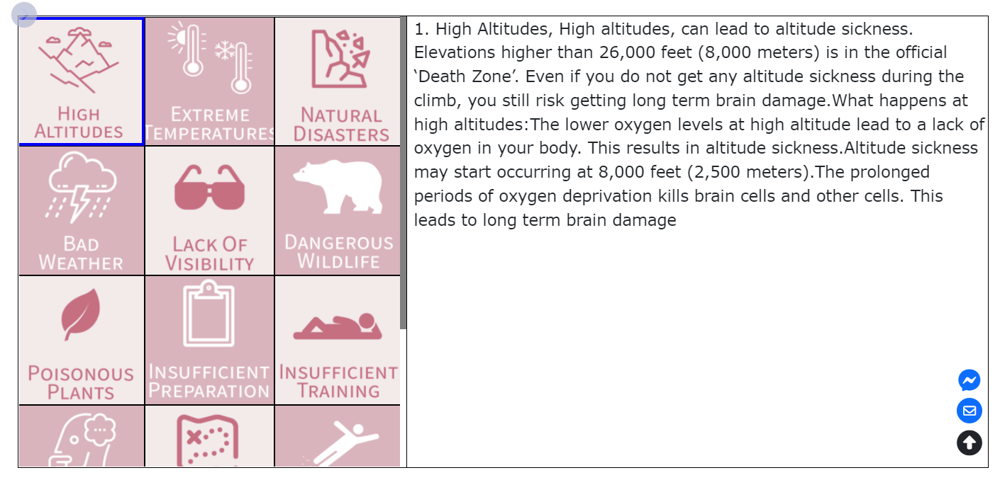 HIGH
ALTITUDES
EXTREME
TEMPERATURES
NATURAL
DISASTERS
BAD
WEATHER
LACK OF
VISIBILITY
DANGEROUS
WILDLIFE
POISONOUS
PLANTS
INSUFFICIENT
PREPARATION
INSUFFICIENT
TRAINING
1. High Altitudes, High altitudes, can lead to altitude sickness.
Elevations higher than 26,000 feet (8,000 meters) is in the official
‘Death Zone’. Even if you do not get any altitude sickness during the
climb, you still risk getting long term brain damage.What happens at
high altitudes:The lower oxygen levels at high altitude lead to a lack of
oxygen in your body. This results in altitude sickness.Altitude sickness
may start occurring at 8,000 feet (2,500 meters).The prolonged
periods of oxygen deprivation kills brain cells and other cells. This
leads to long term brain damage